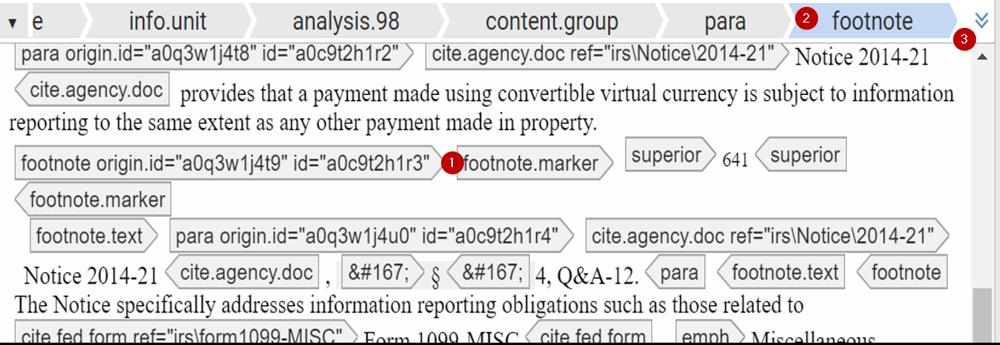 e info.unit analysis.98 content.group para 2 footnote
3
para origin.id="a0q3w1j4t8" id="a0c9t2h1r2" cite.agency.doc ref="irs\Notice\2014-21" Notice 2014-21
cite.agency.doc provides that a payment made using convertible virtual currency is subject to information
reporting to the same extent as any other payment made in property.
footnote origin.id="a0q3w1j4t9" id="a0c9t2h1r3" 1 footnote.marker superior 641 superior
footnote.marker
footnote.text para origin.id="a0q3w1j4u0" id="a0c9t2h1r4" cite.agency.doc ref="irs\Notice\2014-21"
Notice 2014-21 cite.agency.doc , &#167; § &#167; 4, Q&A-12. para footnote.text footnote
The Notice specifically addresses information reporting obligations such as those related to
cite fed form ref="irs\form1099-MISC" Form 1099-MISC cite fed form emph Miscellaneous